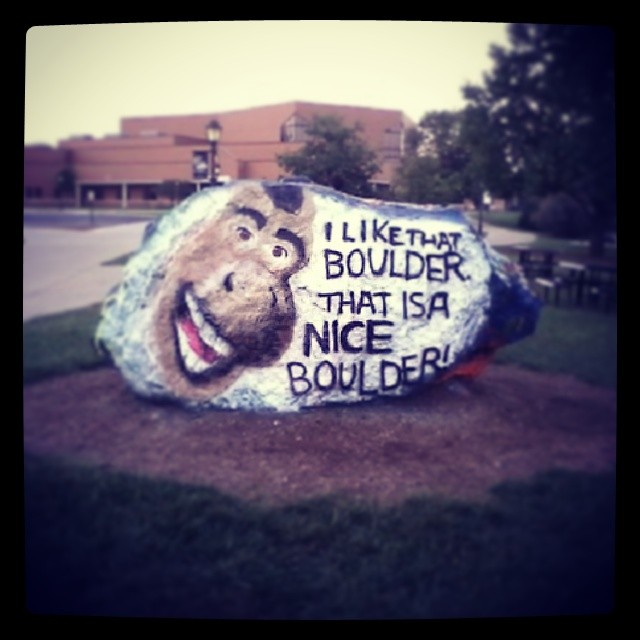 I LIKE THAT
BOULDER.
THAT IS A
NICE
BOULDER!